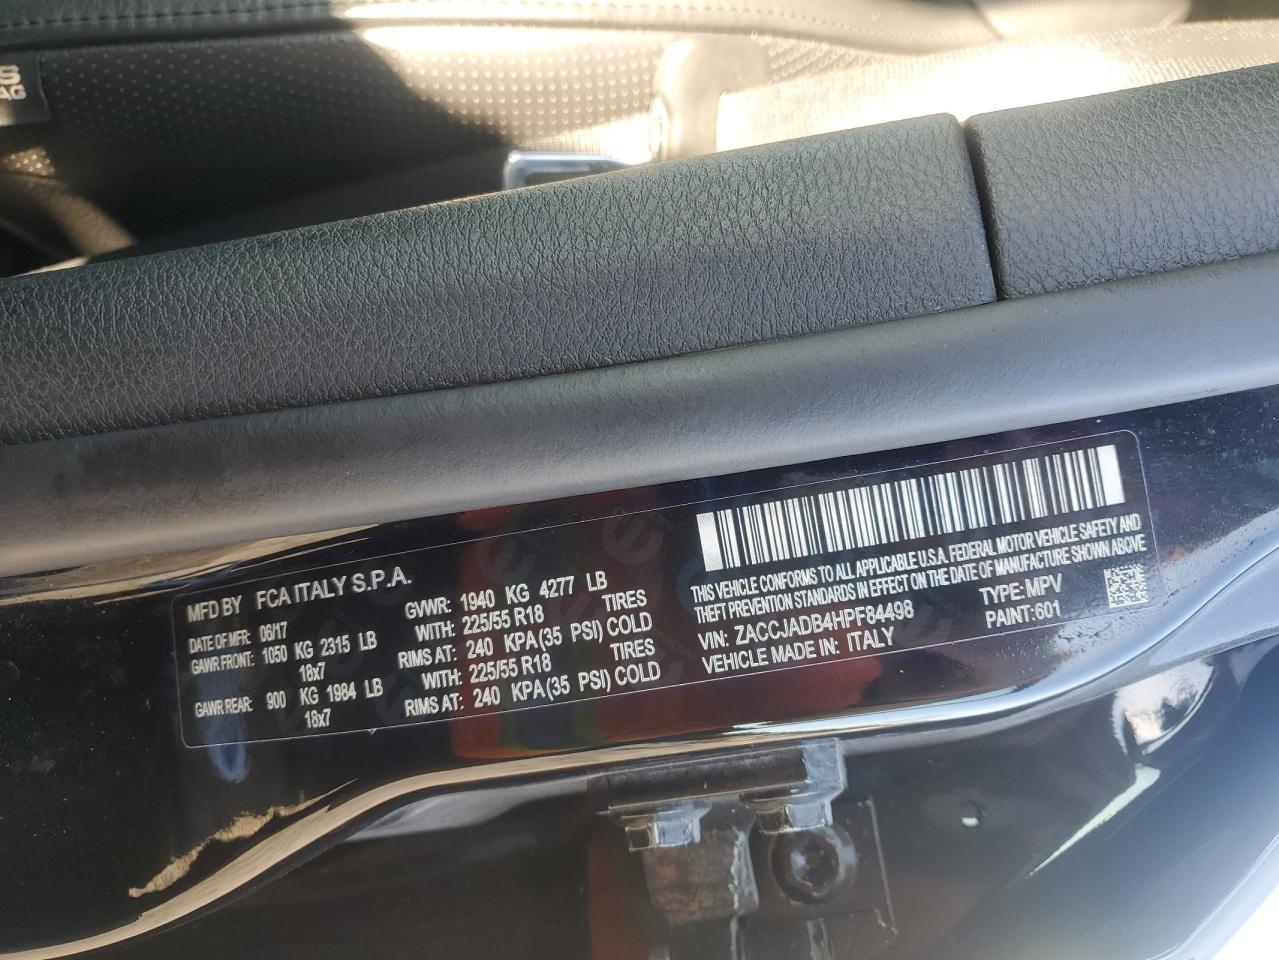 S
AG
MFD BY FCA ITALY S.P.A.
DATE OF MFR: 06/17 GVWR: 1940 KG 4277 LB
GAWR FRONT: 1050 KG 2315 LB WITH: 225/55 R18 TIRES
18x7 RIMS AT: 240 KPA(35 PSI) COLD
GAWR REAR: 900 KG 1984 LB WITH: 225/55 R18 TIRES
18x7 RIMS AT: 240 KPA(35 PSI) COLD
THIS VEHICLE CONFORMS TO ALL APPLICABLE U.S.A. FEDERAL MOTOR VEHICLE SAFETY AND
THEFT PREVENTION STANDARDS IN EFFECT ON THE DATE OF MANUFACTURE SHOWN ABOVE
VIN: ZACCJADB4HPF84498 TYPE: MPV
VEHICLE MADE IN: ITALY PAINT:601